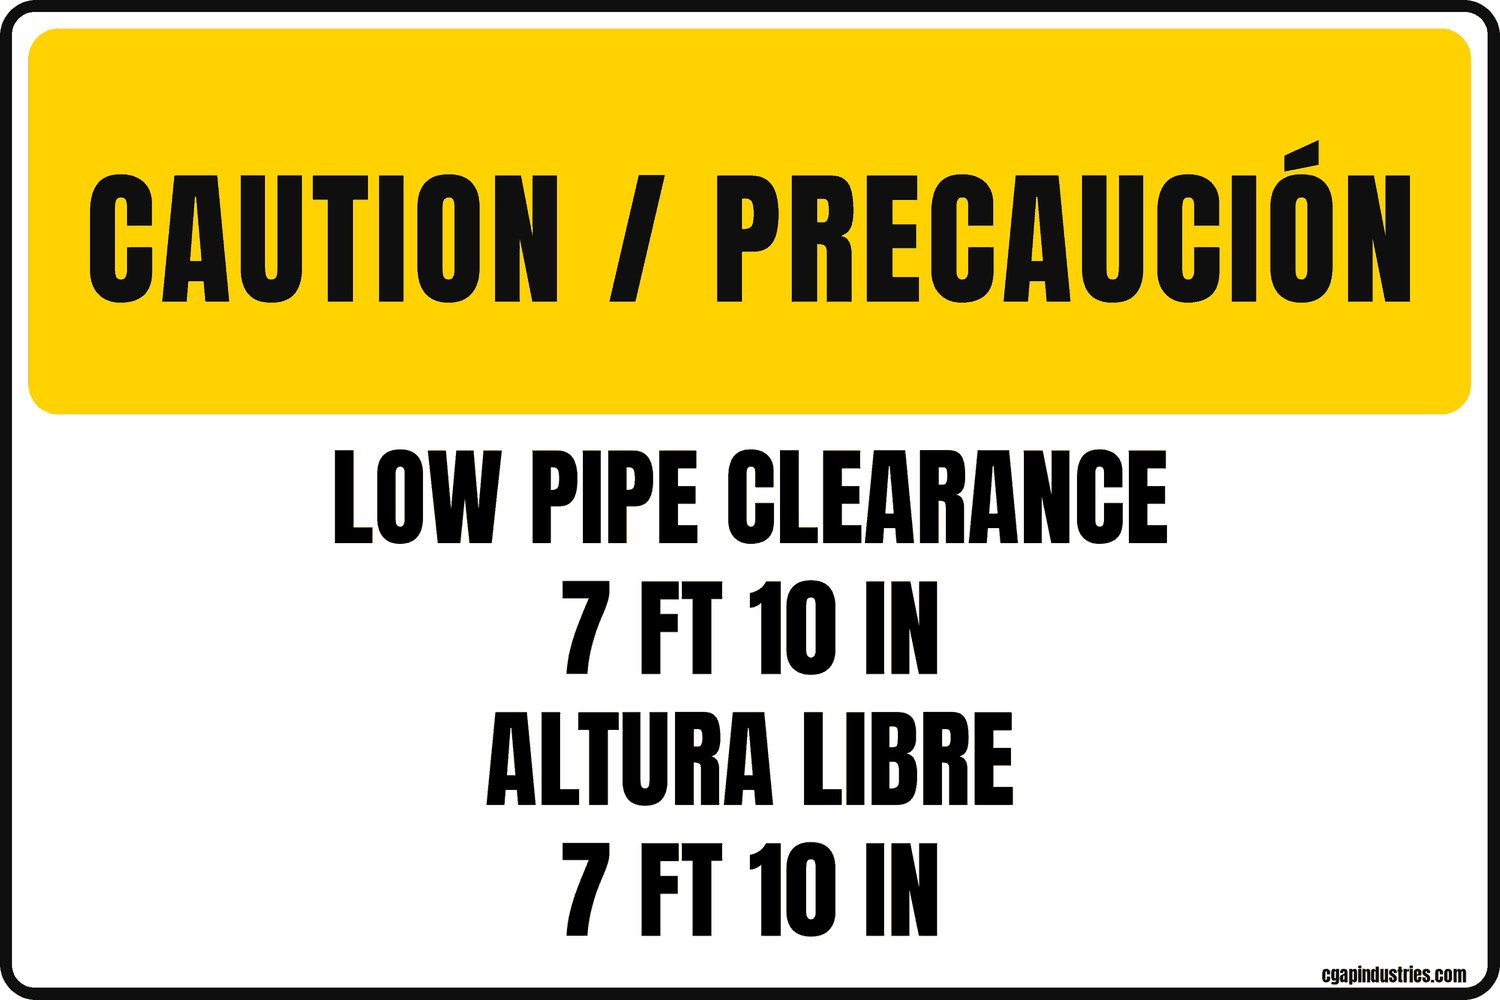 CAUTION / PRECAUCIÓN
LOW PIPE CLEARANCE
7 FT 10 IN
ALTURA LIBRE
7 FT 10 IN
cgapindustries.com